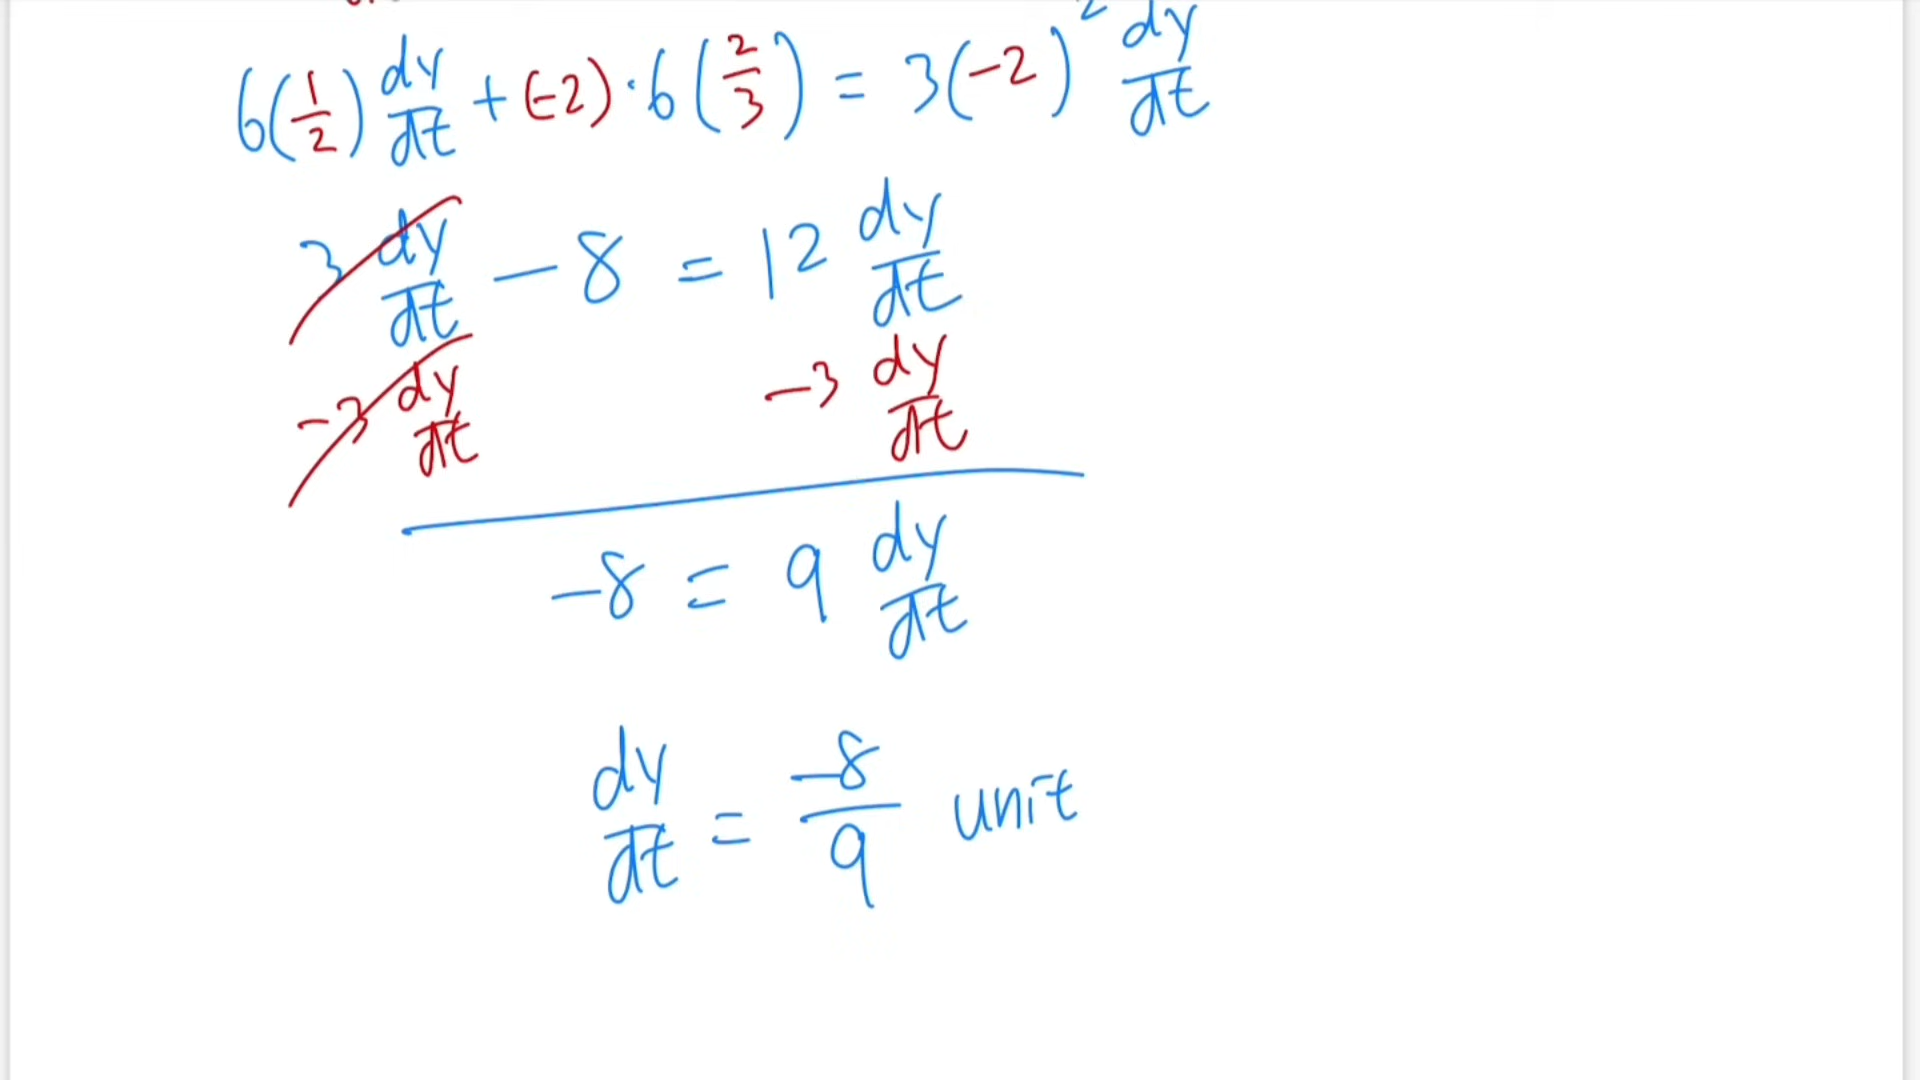 6(1/2) dy/dt + (-2)·6(2/3) = 3(-2)² dy/dt
3 dy/dt - 8 = 12 dy/dt
-3 dy/dt -3 dy/dt
-8 = 9 dy/dt
dy/dt = -8/9 unit